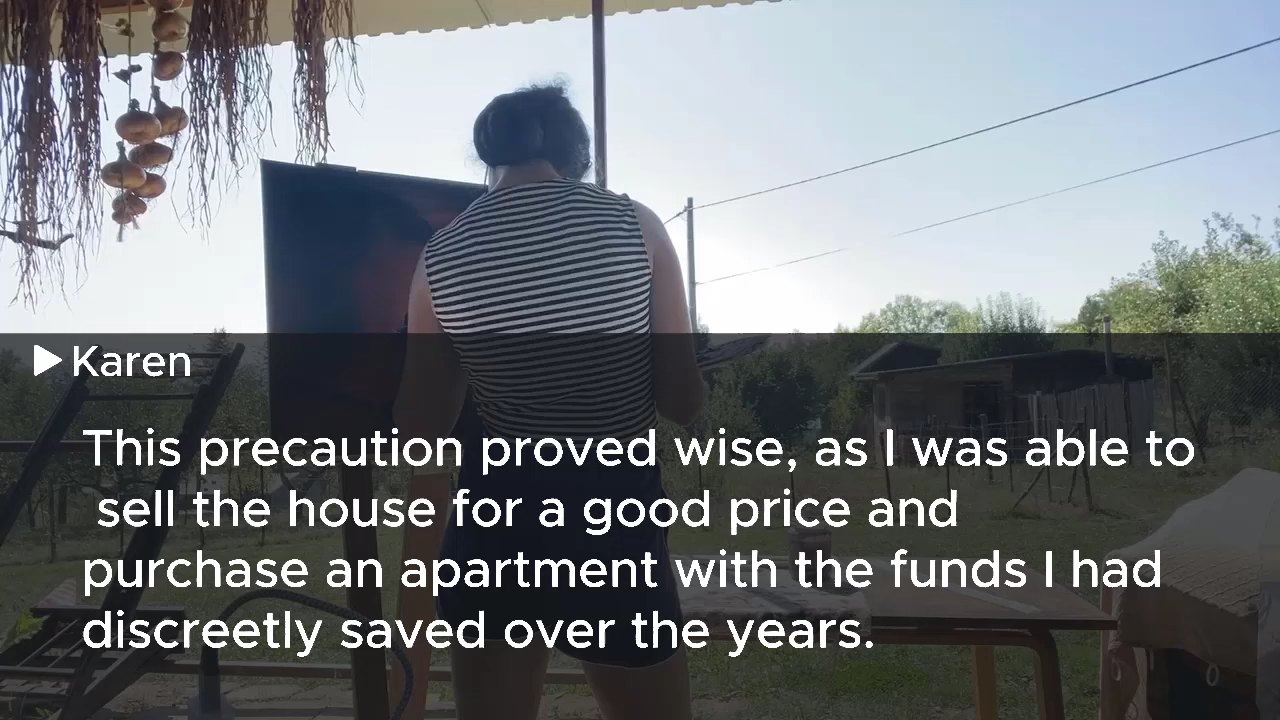 Karen
This precaution proved wise, as I was able to
sell the house for a good price and
purchase an apartment with the funds I had
discreetly saved over the years.